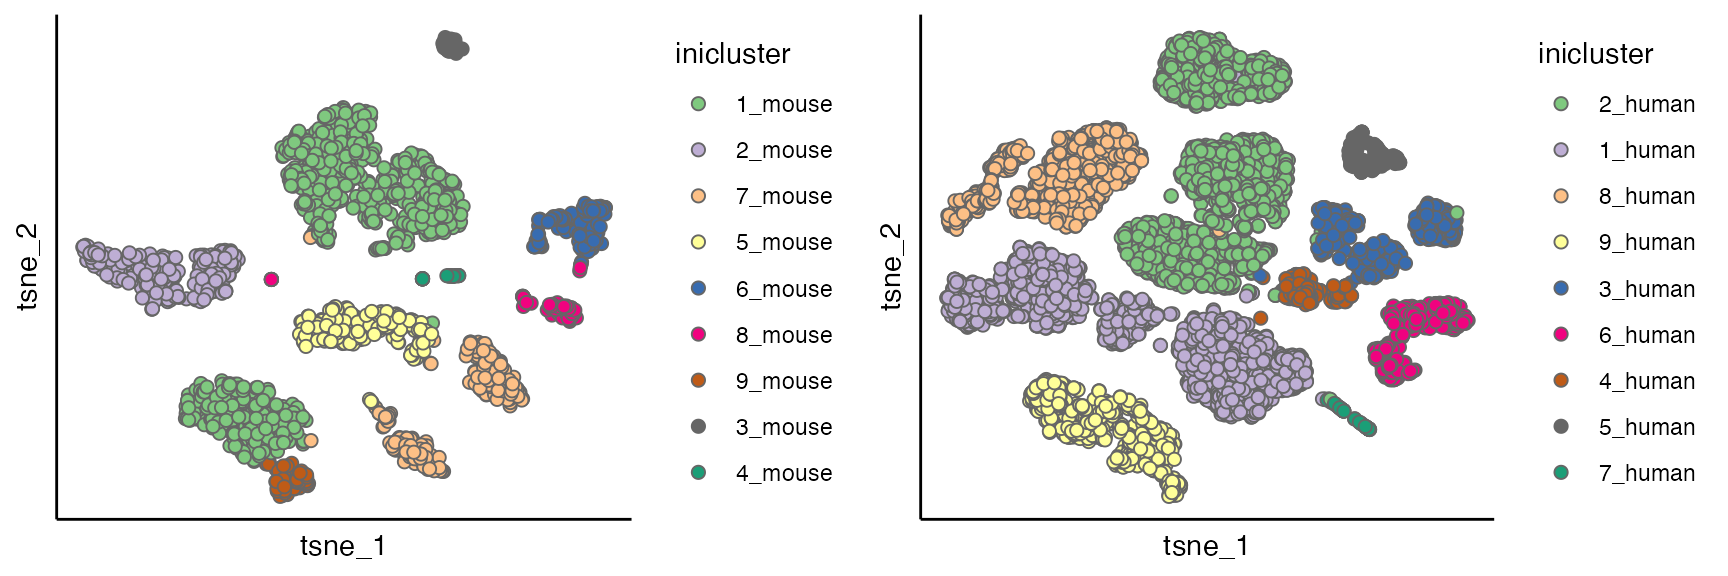 inicluster
1_mouse
2_mouse
7_mouse
5_mouse
6_mouse
8_mouse
9_mouse
3_mouse
4_mouse
tsne_2
tsne_1
inicluster
2_human
1_human
8_human
9_human
3_human
6_human
4_human
5_human
7_human
tsne_2
tsne_1